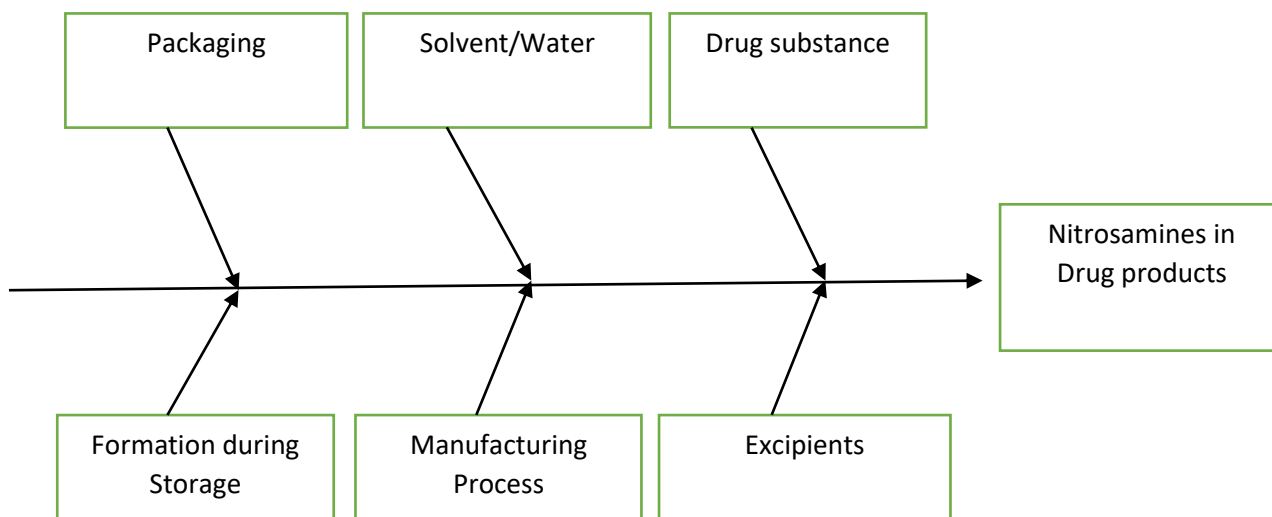 Packaging
Solvent/Water
Drug substance
Nitrosamines in
Drug products
Formation during
Storage
Manufacturing
Process
Excipients